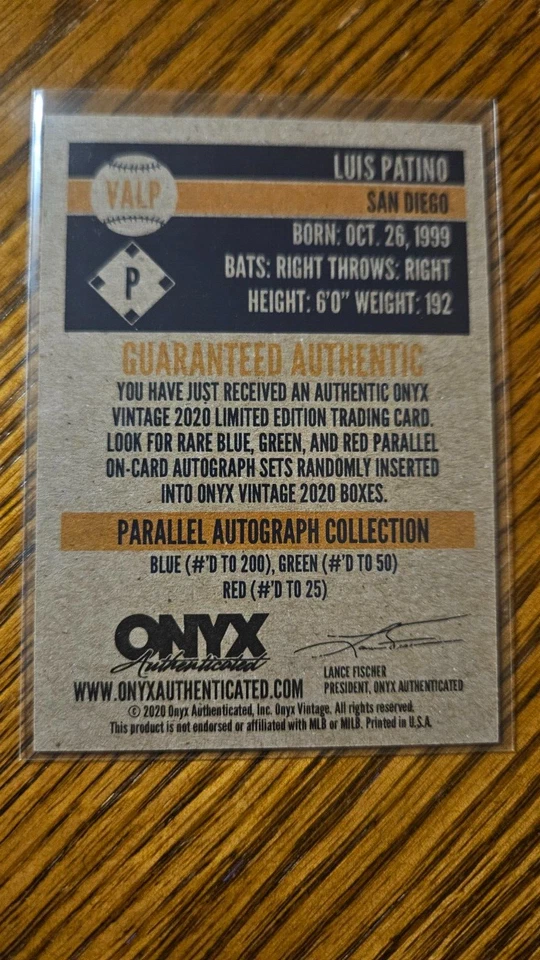 VALP
LUIS PATINO
SAN DIEGO
BORN: OCT. 26, 1999
P
BATS: RIGHT THROWS: RIGHT
HEIGHT: 6'0" WEIGHT: 192
GUARANTEED AUTHENTIC
YOU HAVE JUST RECEIVED AN AUTHENTIC ONYX
VINTAGE 2020 LIMITED EDITION TRADING CARD.
LOOK FOR RARE BLUE, GREEN, AND RED PARALLEL
ON-CARD AUTOGRAPH SETS RANDOMLY INSERTED
INTO ONYX VINTAGE 2020 BOXES.
PARALLEL AUTOGRAPH COLLECTION
BLUE (#'D TO 200), GREEN (#'D TO 50)
RED (#'D TO 25)
ONYX
Authenticated
WWW.ONYXAUTHENTICATED.COM
LANCE FISCHER
PRESIDENT, ONYX AUTHENTICATED
© 2020 Onyx Authenticated, Inc. Onyx Vintage. All rights reserved.
This product is not endorsed or affiliated with MLB or MILB. Printed in U.S.A.